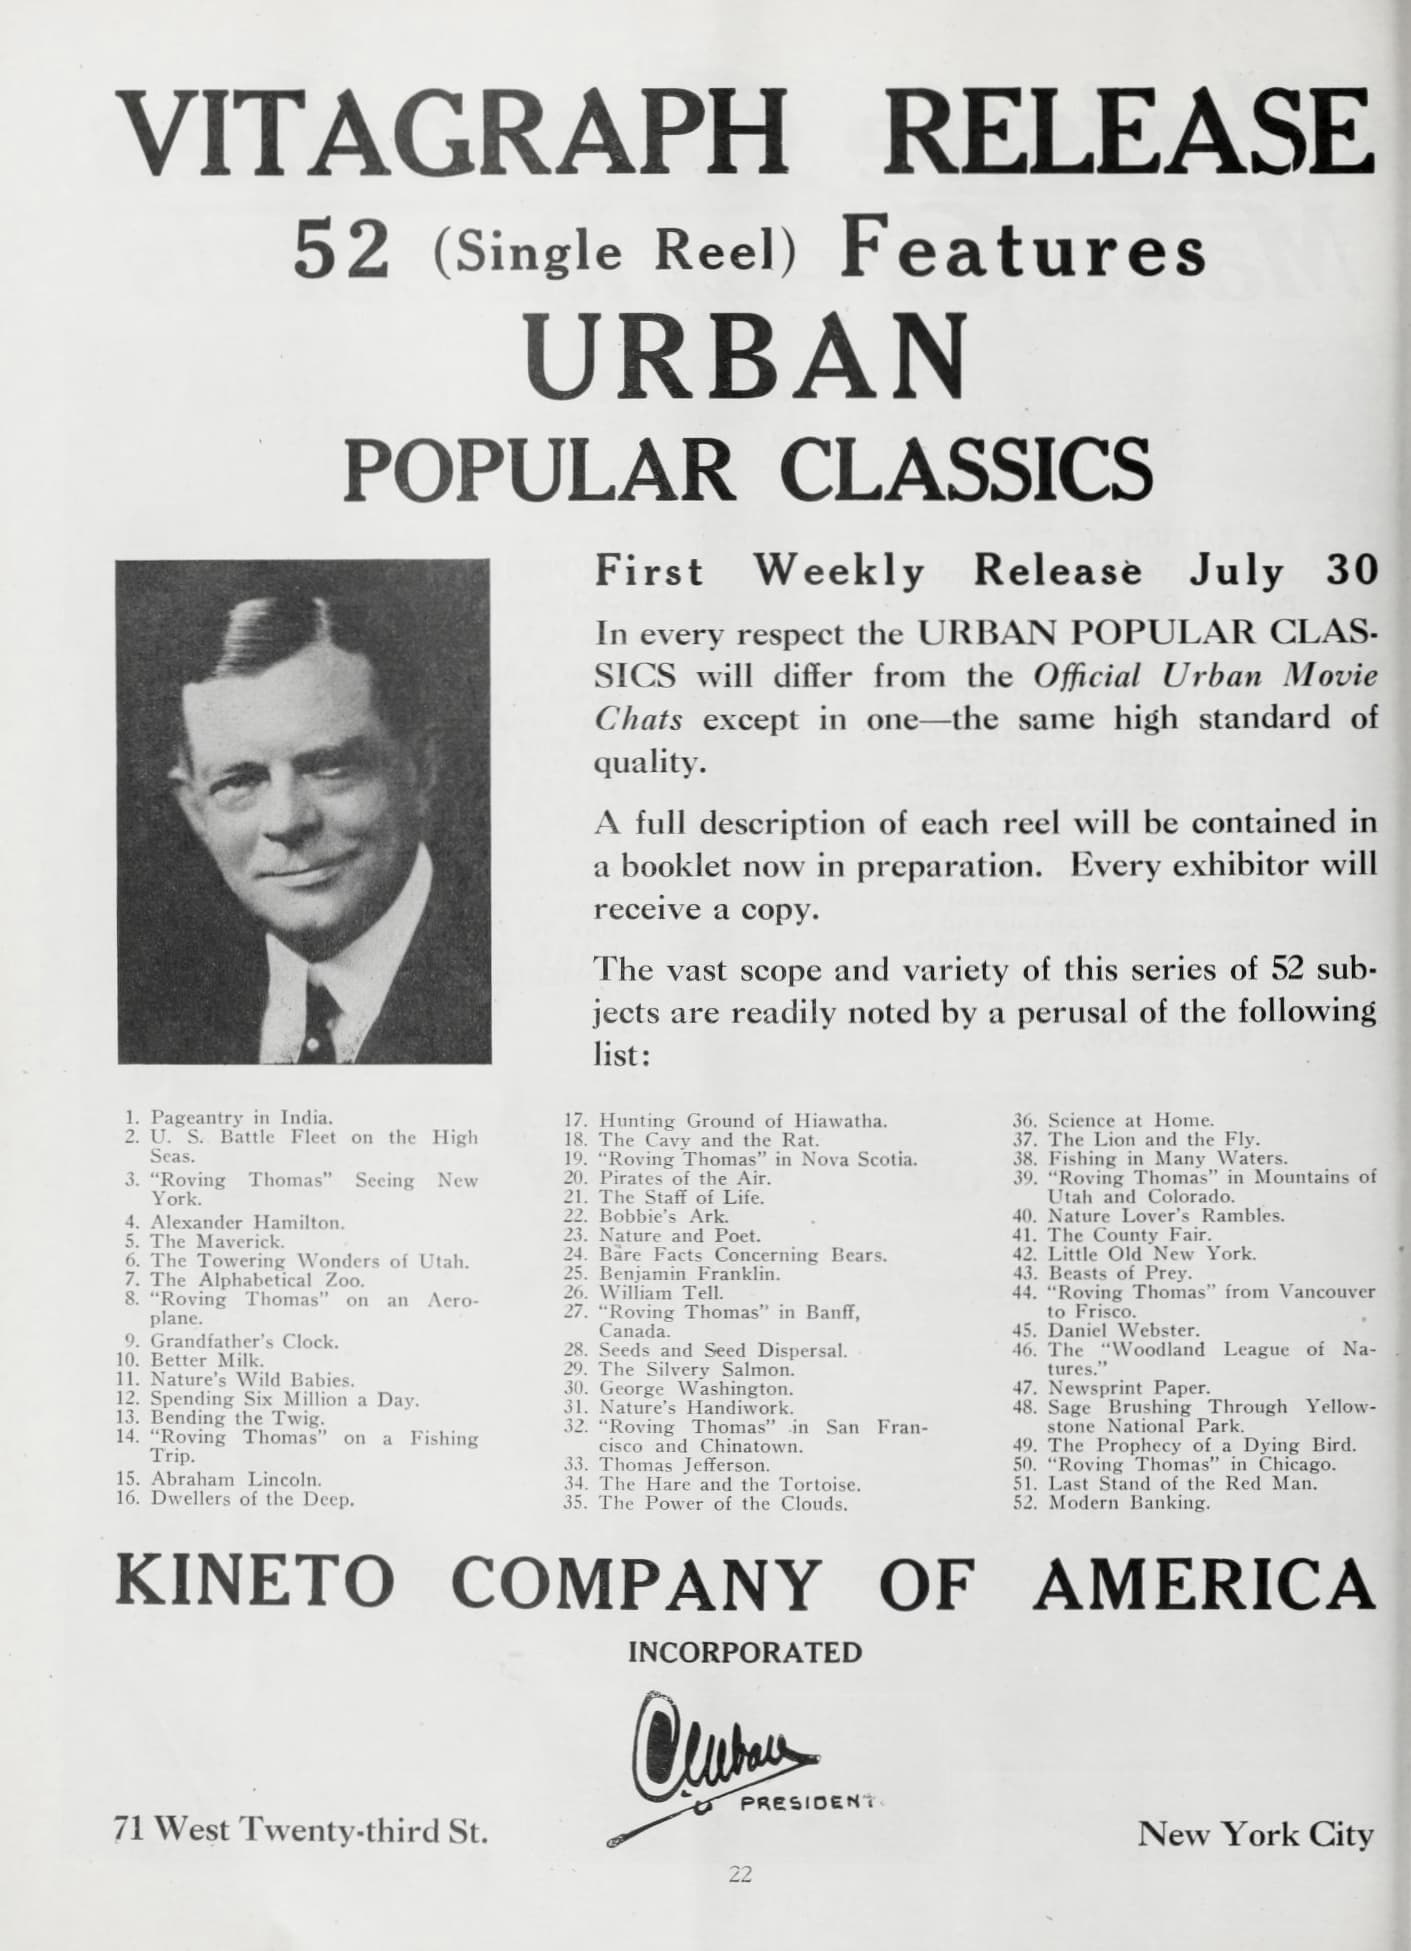 VITAGRAPH RELEASE
52 (Single Reel) Features
URBAN
POPULAR CLASSICS
First Weekly Release July 30
In every respect the URBAN POPULAR CLAS-
SICS will differ from the Official Urban Movie
Chats except in one—the same high standard of
quality.
A full description of each reel will be contained in
a booklet now in preparation. Every exhibitor will
receive a copy.
The vast scope and variety of this series of 52 sub-
jects are readily noted by a perusal of the following
list:
1. Pageantry in India.
2. U. S. Battle Fleet on the High
Seas.
3. "Roving Thomas" Seeing New
York.
4. Alexander Hamilton.
5. The Maverick.
6. The Towering Wonders of Utah.
7. The Alphabetical Zoo.
8. "Roving Thomas" on an Aero-
plane.
9. Grandfather's Clock.
10. Better Milk.
11. Nature's Wild Babies.
12. Spending Six Million a Day.
13. Bending the Twig.
14. "Roving Thomas" on a Fishing
Trip.
15. Abraham Lincoln.
16. Dwellers of the Deep.
17. Hunting Ground of Hiawatha.
18. The Cavy and the Rat.
19. "Roving Thomas" in Nova Scotia.
20. Pirates of the Air.
21. The Staff of Life.
22. Bobbie's Ark.
23. Nature and Poet.
24. Bare Facts Concerning Bears.
25. Benjamin Franklin.
26. William Tell.
27. "Roving Thomas" in Banff,
Canada.
28. Seeds and Seed Dispersal.
29. The Silvery Salmon.
30. George Washington.
31. Nature's Handiwork.
32. "Roving Thomas" in San Fran-
cisco and Chinatown.
33. Thomas Jefferson.
34. The Hare and the Tortoise.
35. The Power of the Clouds.
36. Science at Home.
37. The Lion and the Fly.
38. Fishing in Many Waters.
39. "Roving Thomas" in Mountains of
Utah and Colorado.
40. Nature Lover's Rambles.
41. The County Fair.
42. Little Old New York.
43. Beasts of Prey.
44. "Roving Thomas" from Vancouver
to Frisco.
45. Daniel Webster.
46. The "Woodland League of Na-
tures."
47. Newsprint Paper.
48. Sage Brushing Through Yellow-
stone National Park.
49. The Prophecy of a Dying Bird.
50. "Roving Thomas" in Chicago.
51. Last Stand of the Red Man.
52. Modern Banking.
KINETO COMPANY OF AMERICA
INCORPORATED
C Urban
PRESIDENT
71 West Twenty-third St.
New York City
22